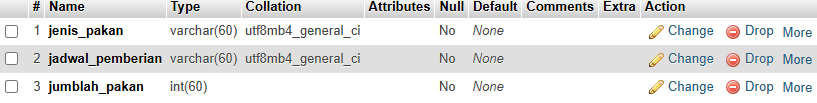 # Name Type Collation Attributes Null Default Comments Extra Action
1 jenis_pakan varchar(60) utf8mb4_general_ci No None Change Drop More
2 jadwal_pemberian varchar(60) utf8mb4_general_ci No None Change Drop More
3 jumblah_pakan int(60) No None Change Drop More